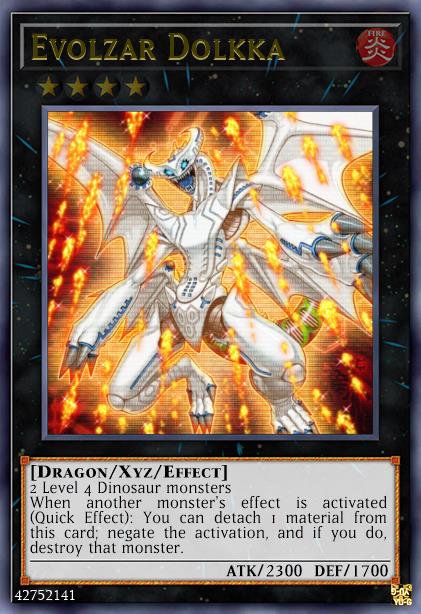 Evolzar Dolkka
FIRE
炎
[Dragon/Xyz/Effect]
2 Level 4 Dinosaur monsters
When another monster's effect is activated
(Quick Effect): You can detach 1 material from
this card; negate the activation, and if you do,
destroy that monster.
ATK/2300 DEF/1700
42752141